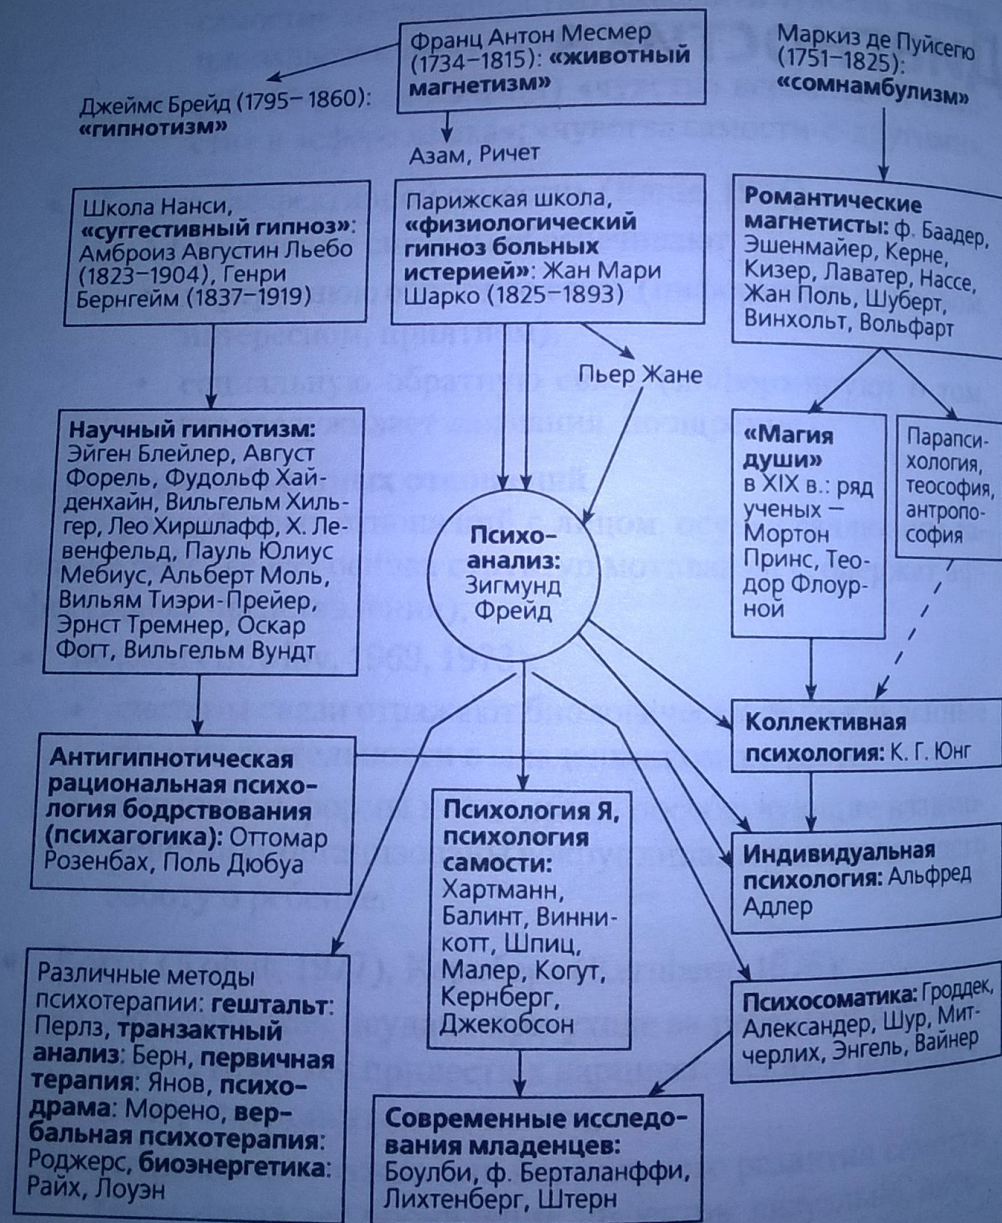 Франц Антон Месмер
(1734–1815): «животный
магнетизм»
Маркиз де Пуйсегю
(1751–1825):
«сомнамбулизм»
Джеймс Брейд (1795–1860):
«гипнотизм»
Азам, Ричет
Школа Нанси,
«суггестивный гипноз»:
Амброиз Августин Льебо
(1823–1904), Генри
Бернгейм (1837–1919)
Парижская школа,
«физиологический
гипноз больных
истерией»: Жан Мари
Шарко (1825–1893)
Романтические
магнетисты: ф. Баадер,
Эшенмайер, Керне,
Кизер, Лаватер, Нассе,
Жан Поль, Шуберт,
Винхольт, Вольфарт
Пьер Жане
Научный гипнотизм:
Эйген Блейлер, Август
Форель, Фудольф Хай-
денхайн, Вильгельм Хиль-
гер, Лео Хиршлафф, Х. Ле-
венфельд, Пауль Юлиус
Мебиус, Альберт Моль,
Вильям Тиэри-Прейер,
Эрнст Тремнер, Оскар
Фогт, Вильгельм Вундт
Психо-
анализ:
Зигмунд
Фрейд
«Магия
души»
в XIX в.: ряд
ученых –
Мортон
Принс, Тео-
дор Флоур-
ной
Парапси-
хология,
теософия,
антропо-
софия
Коллективная
психология: К. Г. Юнг
Антигипнотическая
рациональная психо-
логия бодрствования
(психагогика): Оттомар
Розенбах, Поль Дюбуа
Психология Я,
психология
самости:
Хартманн,
Балинт, Винни-
котт, Шпиц,
Малер, Когут,
Кернберг,
Джекобсон
Индивидуальная
психология: Альфред
Адлер
Различные методы
психотерапии: гештальт:
Перлз, транзактный
анализ: Берн, первичная
терапия: Янов, психо-
драма: Морено, вер-
бальная психотерапия:
Роджерс, биоэнергетика:
Райх, Лоуэн
Психосоматика: Гроддек,
Александер, Шур, Мит-
черлих, Энгель, Вайнер
Современные исследо-
вания младенцев:
Боулби, ф. Берталанффи,
Лихтенберг, Штерн